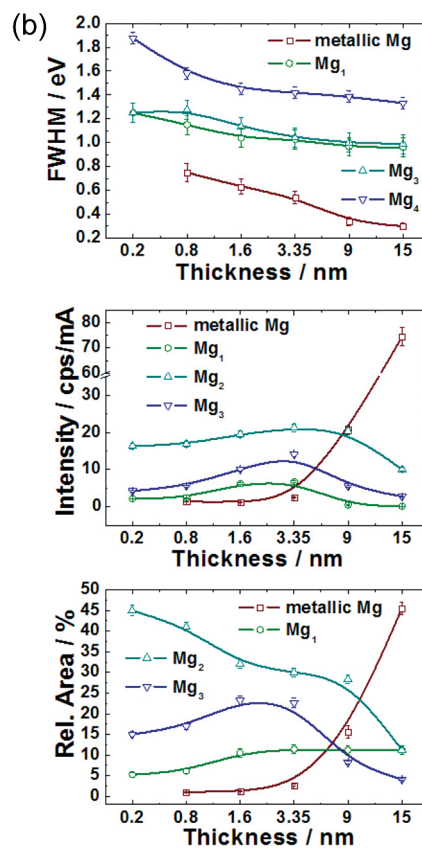 (b)
2.2
2.0
1.8
1.6
1.4
1.2
1.0
0.8
0.6
0.4
0.2
FWHM / eV
metallic Mg
Mg1
Mg3
Mg4
0.2 0.8 1.6 3.35 9 15
Thickness / nm
80
70
60
30
20
10
0
Intensity / cps/mA
metallic Mg
Mg1
Mg2
Mg3
0.2 0.8 1.6 3.35 9 15
Thickness / nm
50
45
40
35
30
25
20
15
10
5
0
Rel. Area / %
metallic Mg
Mg1
Mg2
Mg3
0.2 0.8 1.6 3.35 9 15
Thickness / nm